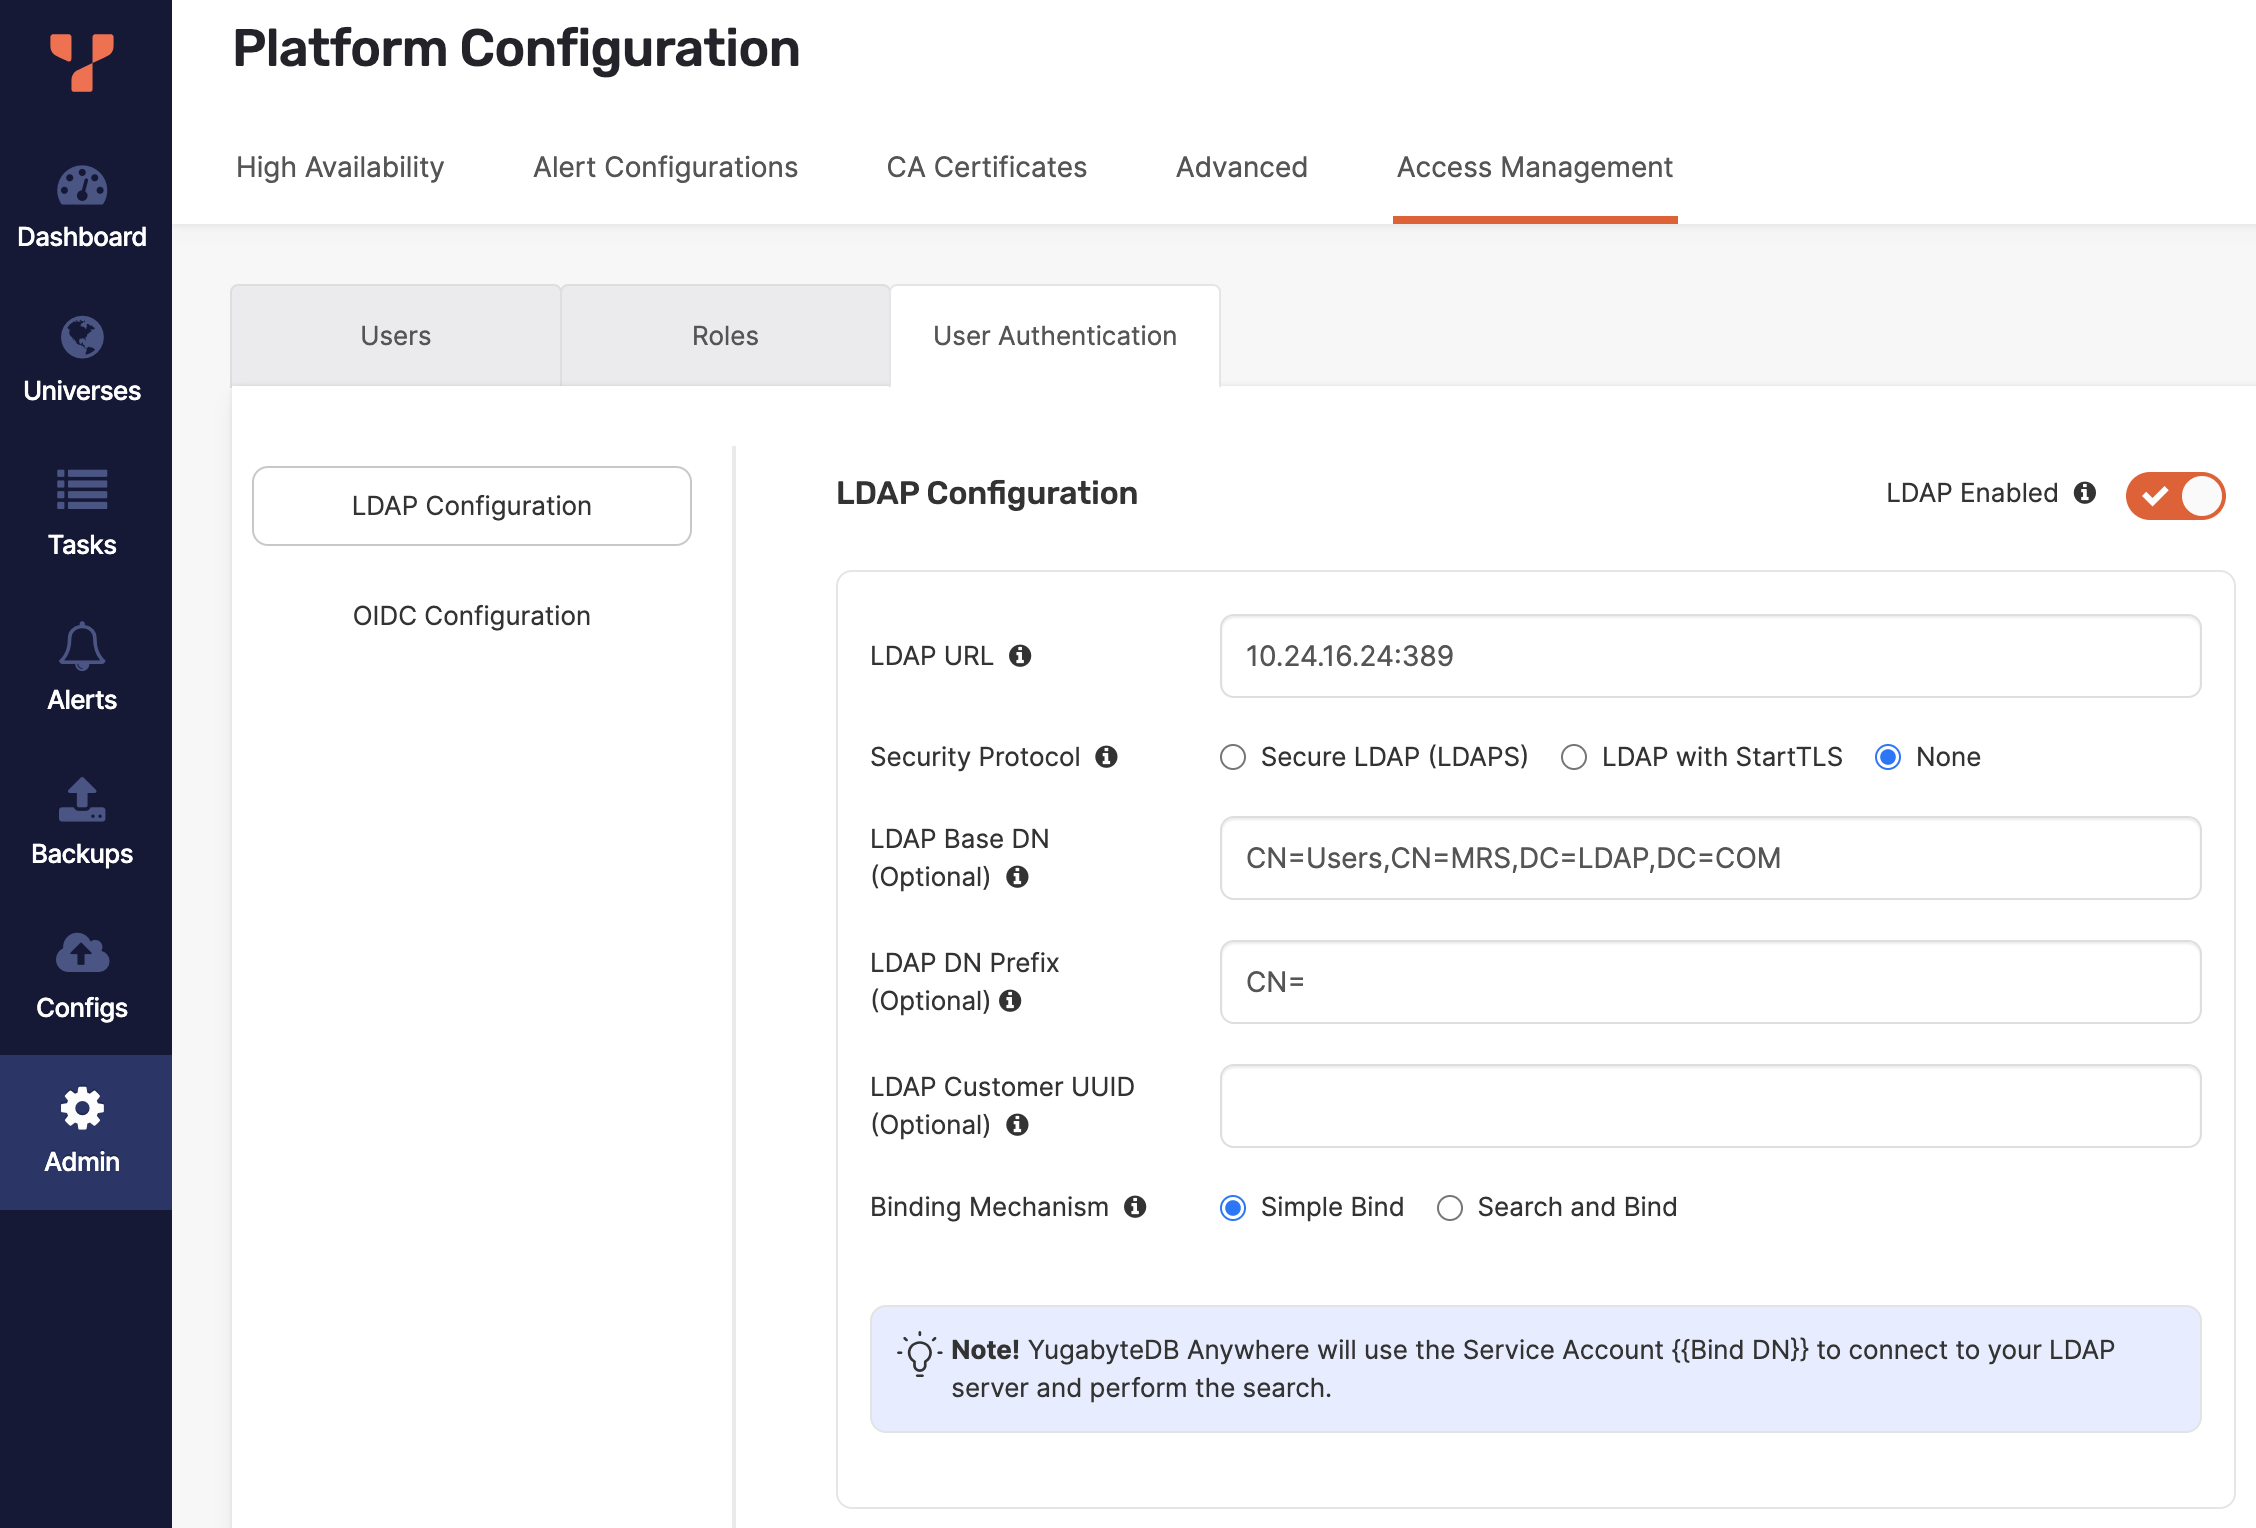 Platform Configuration
High Availability
Alert Configurations
CA Certificates
Advanced
Access Management
Dashboard
Universes
Tasks
Alerts
Backups
Configs
Admin
Users
Roles
User Authentication
LDAP Configuration
OIDC Configuration
LDAP Configuration
LDAP Enabled
LDAP URL
10.24.16.24:389
Security Protocol
Secure LDAP (LDAPS)
LDAP with StartTLS
None
LDAP Base DN
(Optional)
CN=Users,CN=MRS,DC=LDAP,DC=COM
LDAP DN Prefix
(Optional)
CN=
LDAP Customer UUID
(Optional)
Binding Mechanism
Simple Bind
Search and Bind
Note! YugabyteDB Anywhere will use the Service Account {{Bind DN}} to connect to your LDAP
server and perform the search.